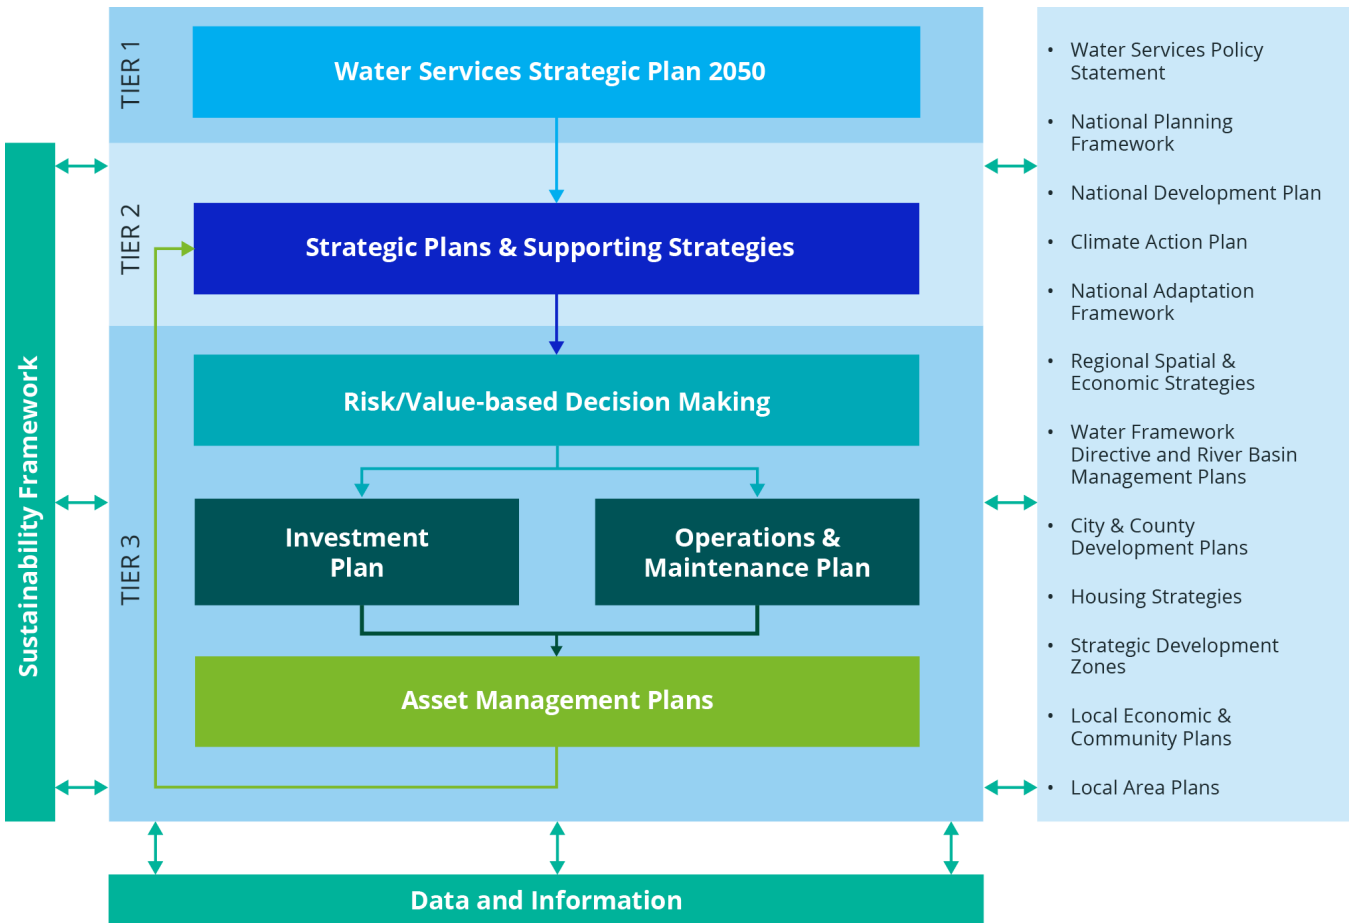 TIER 1
Water Services Strategic Plan 2050
TIER 2
Strategic Plans & Supporting Strategies
TIER 3
Risk/Value-based Decision Making
Investment
Plan
Operations &
Maintenance Plan
Asset Management Plans
Sustainability Framework
Data and Information
• Water Services Policy
Statement
• National Planning
Framework
• National Development Plan
• Climate Action Plan
• National Adaptation
Framework
• Regional Spatial &
Economic Strategies
• Water Framework
Directive and River Basin
Management Plans
• City & County
Development Plans
• Housing Strategies
• Strategic Development
Zones
• Local Economic &
Community Plans
• Local Area Plans